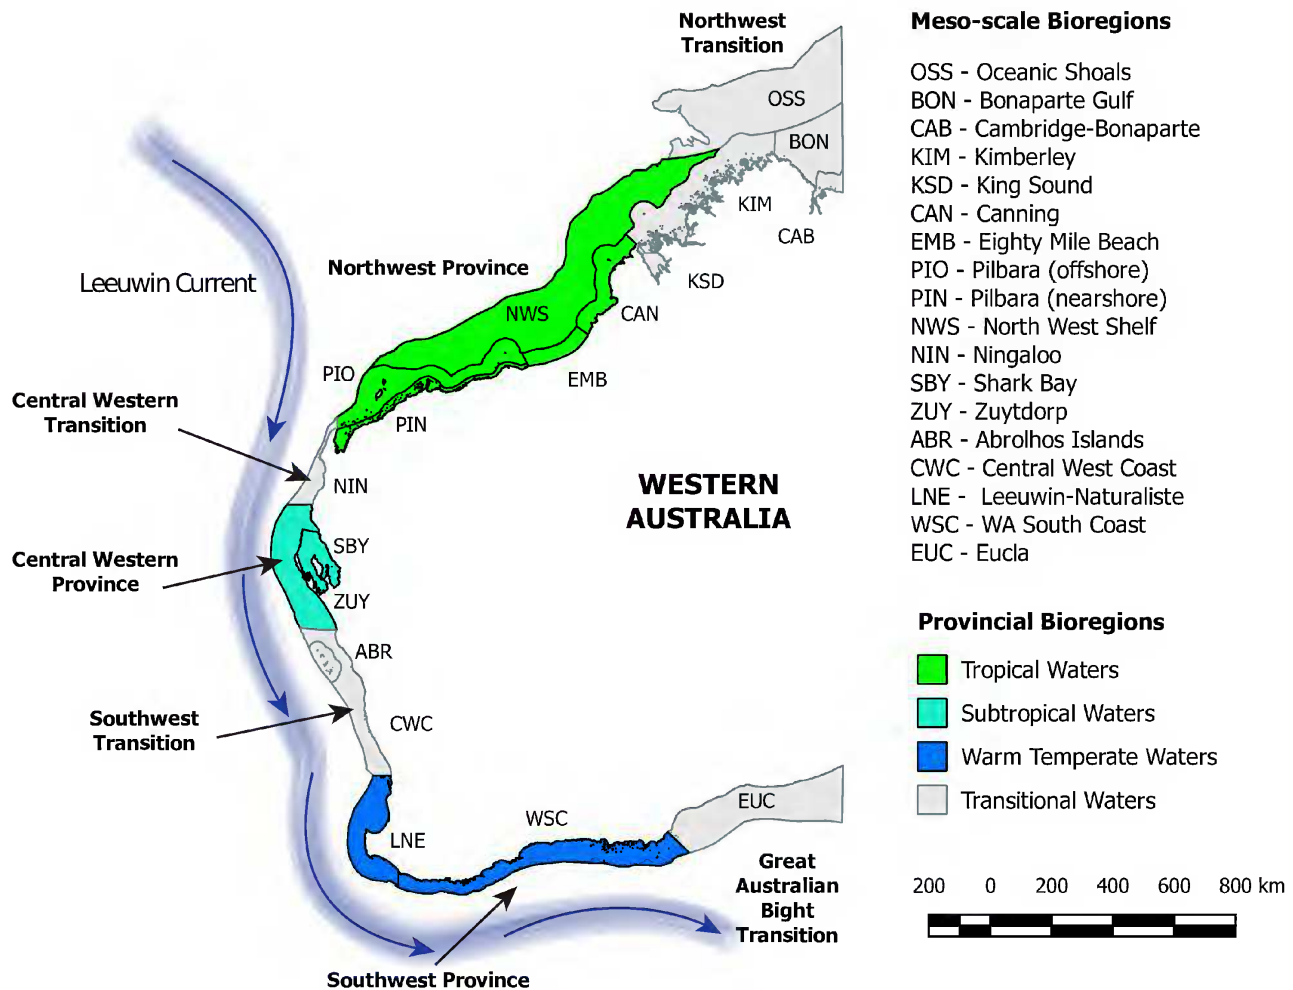 Northwest
Transition
OSS
BON
KIM
CAB
KSD
Northwest Province
Leeuwin Current
NWS
CAN
PIO
EMB
PIN
Central Western
Transition
NIN
WESTERN
AUSTRALIA
SBY
Central Western
Province
ZUY
ABR
Southwest
Transition
CWC
EUC
WSC
LNE
Great
Australian
Bight
Transition
Southwest Province
Meso-scale Bioregions
OSS - Oceanic Shoals
BON - Bonaparte Gulf
CAB - Cambridge-Bonaparte
KIM - Kimberley
KSD - King Sound
CAN - Canning
EMB - Eighty Mile Beach
PIO - Pilbara (offshore)
PIN - Pilbara (nearshore)
NWS - North West Shelf
NIN - Ningaloo
SBY - Shark Bay
ZUY - Zuytdorp
ABR - Abrolhos Islands
CWC - Central West Coast
LNE - Leeuwin-Naturaliste
WSC - WA South Coast
EUC - Eucla
Provincial Bioregions
Tropical Waters
Subtropical Waters
Warm Temperate Waters
Transitional Waters
200 0 200 400 600 800 km